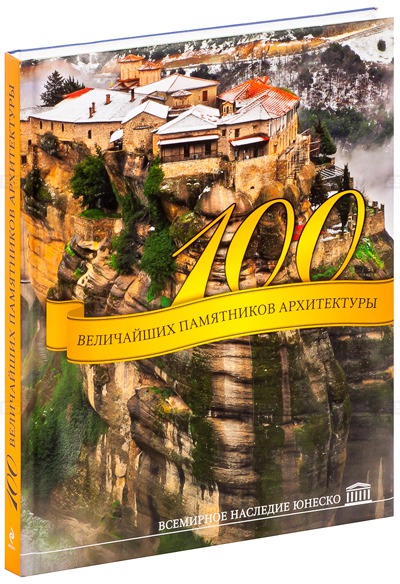 100
ВЕЛИЧАЙШИХ ПАМЯТНИКОВ АРХИТЕКТУРЫ
ВСЕМИРНОЕ НАСЛЕДИЕ ЮНЕСКО
100 ВЕЛИЧАЙШИХ ПАМЯТНИКОВ АРХИТЕКТУРЫ